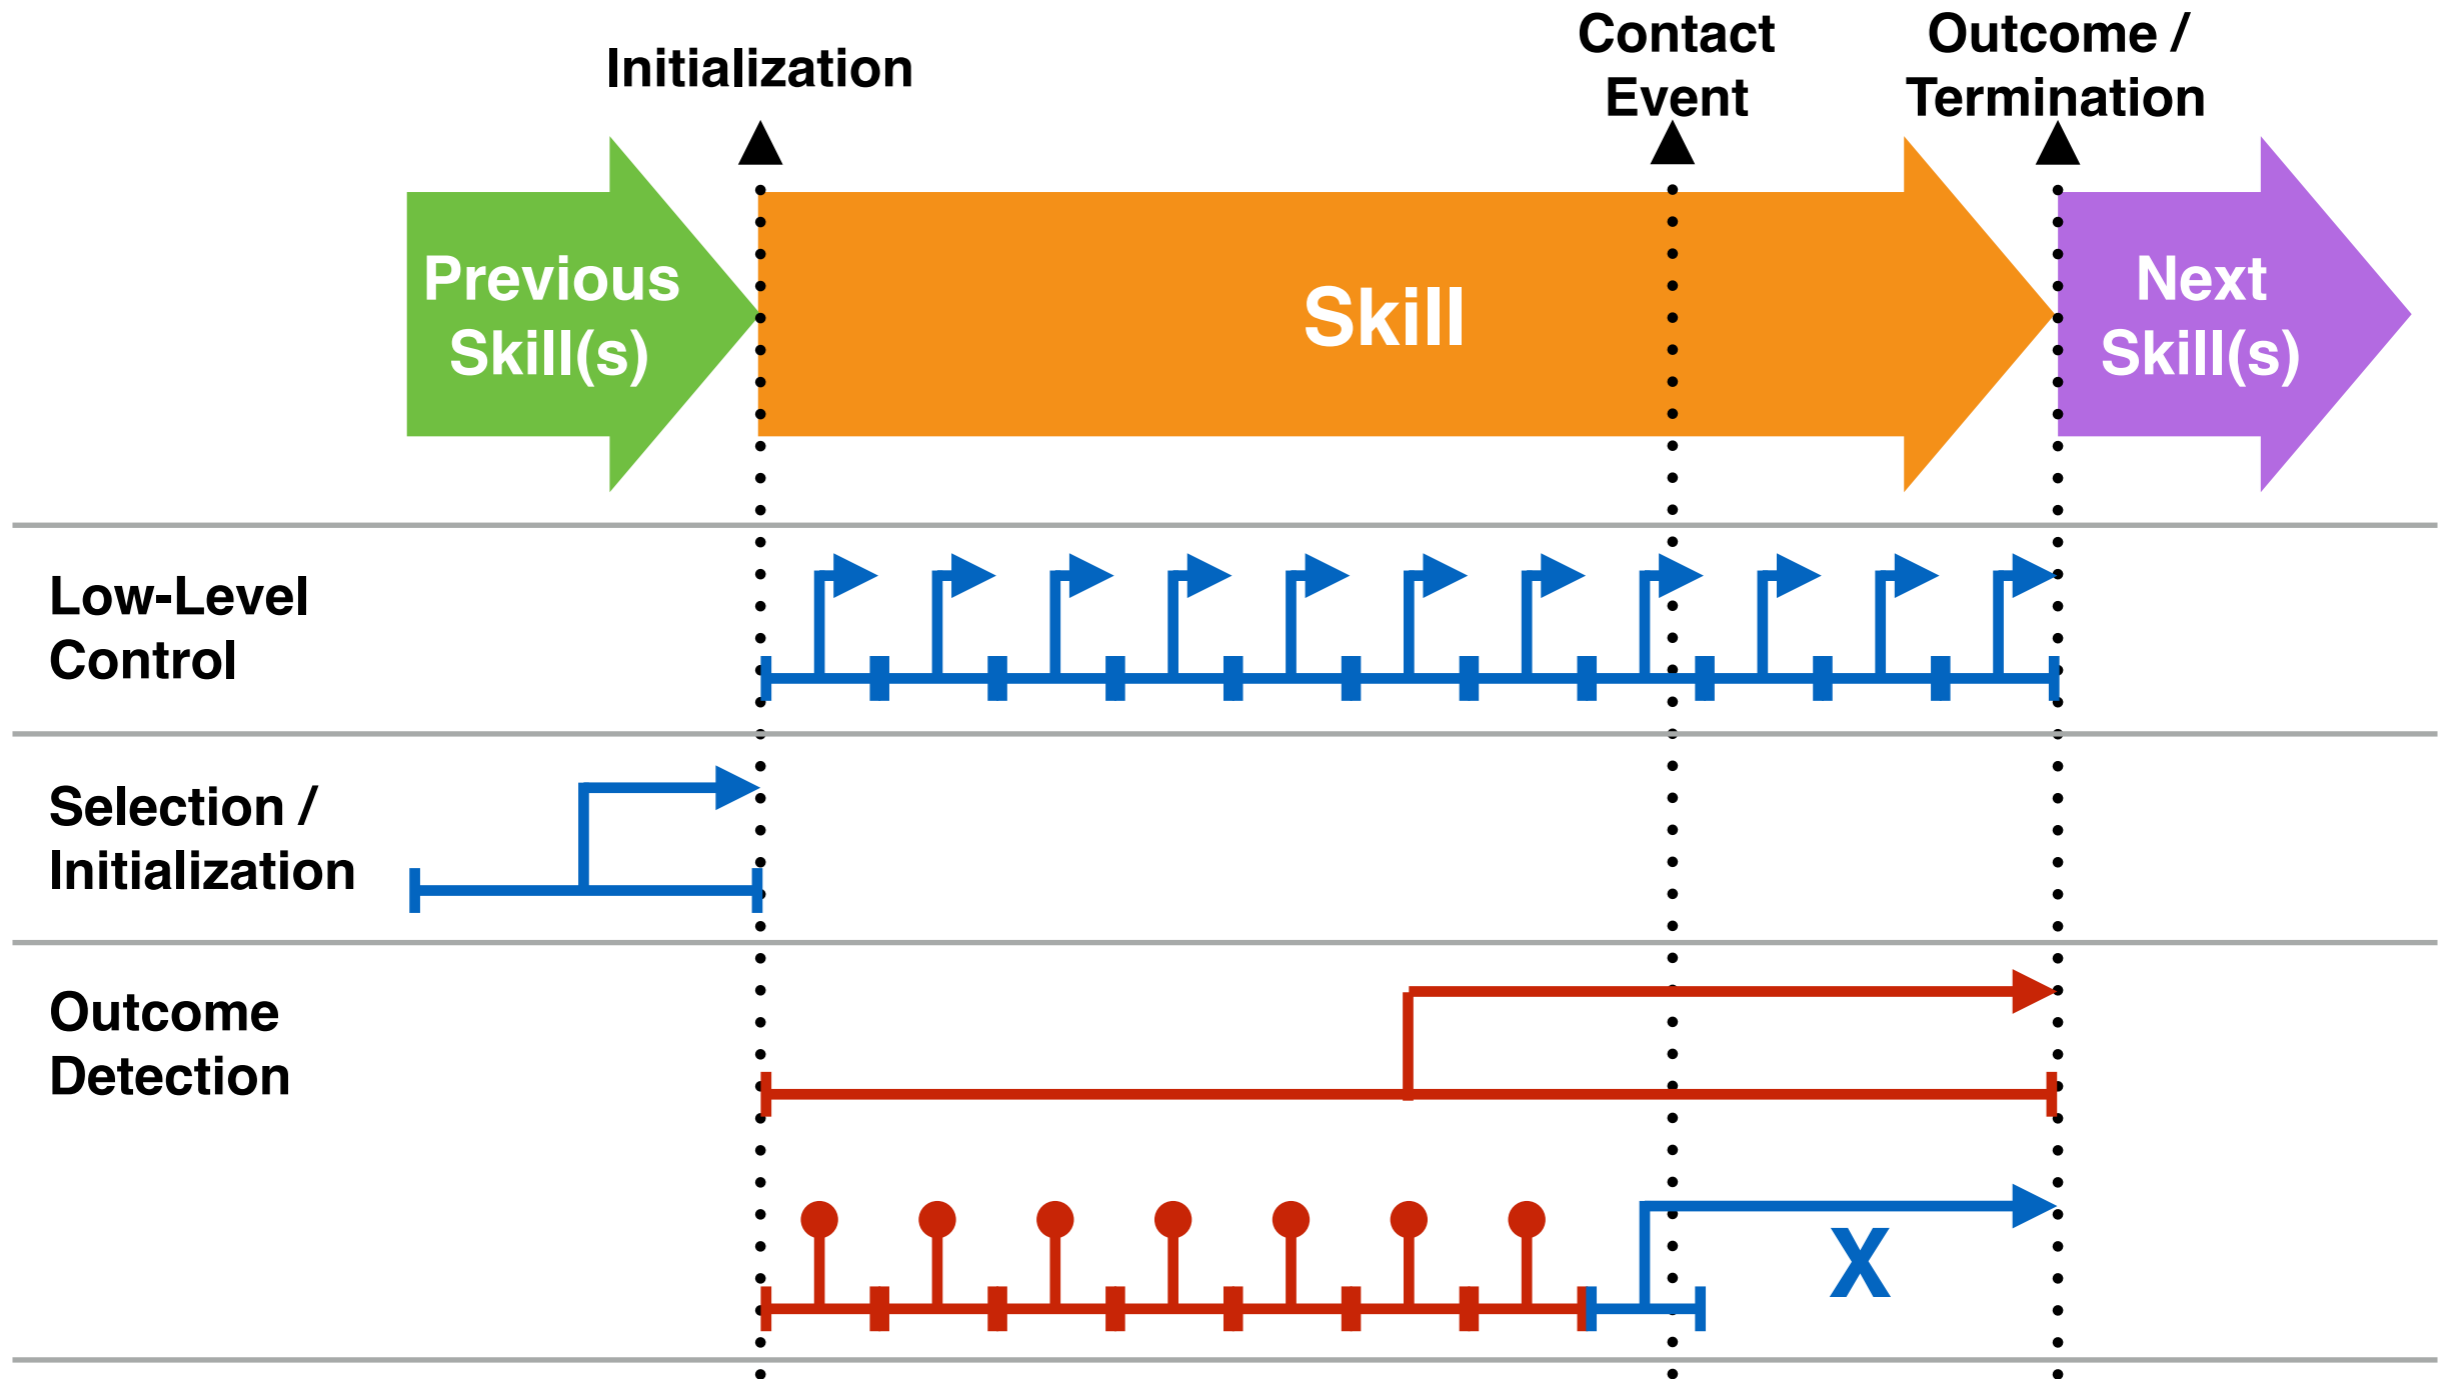 Initialization
Contact
Event
Outcome /
Termination
Previous
Skill(s)
Skill
Next
Skill(s)
Low-Level
Control
Selection /
Initialization
Outcome
Detection
X